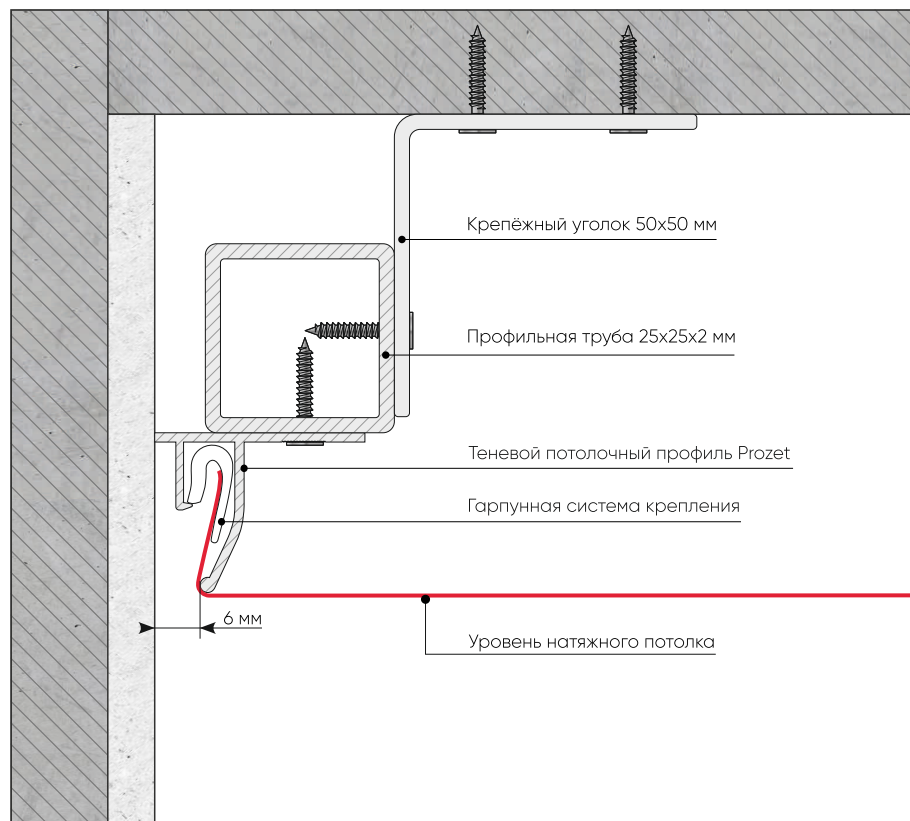 Крепёжный уголок 50х50 мм
Профильная труба 25х25х2 мм
Теневой потолочный профиль Prozet
Гарпунная система крепления
6 мм
Уровень натяжного потолка